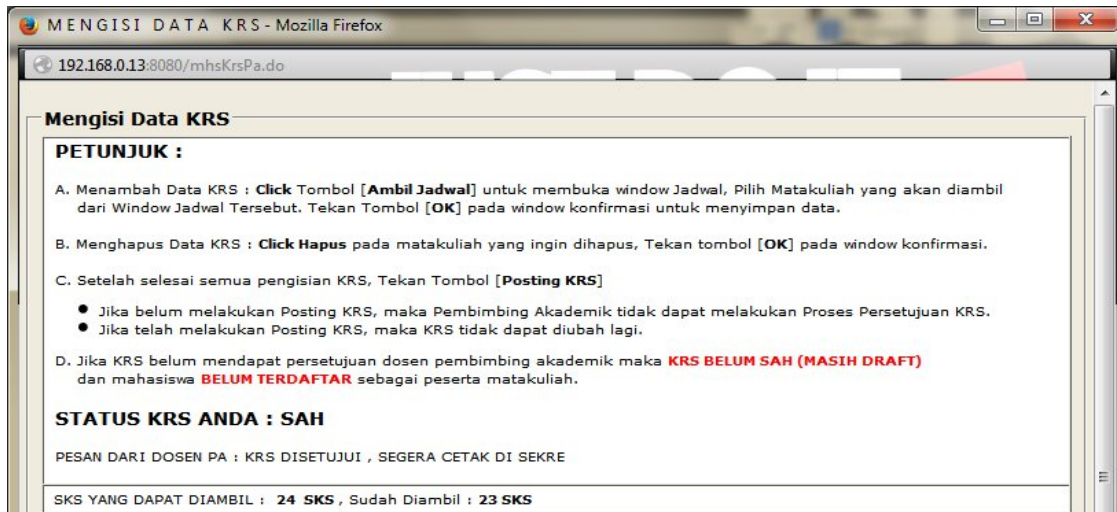 M E N G I S I D A T A K R S - Mozilla Firefox
192.168.0.13:8080/mhsKrsPa.do
Mengisi Data KRS
PETUNJUK :
A. Menambah Data KRS : Click Tombol [Ambil Jadwal] untuk membuka window Jadwal, Pilih Matakuliah yang akan diambil
dari Window Jadwal Tersebut. Tekan Tombol [OK] pada window konfirmasi untuk menyimpan data.
B. Menghapus Data KRS : Click Hapus pada matakuliah yang ingin dihapus, Tekan tombol [OK] pada window konfirmasi.
C. Setelah selesai semua pengisian KRS, Tekan Tombol [Posting KRS]
● Jika belum melakukan Posting KRS, maka Pembimbing Akademik tidak dapat melakukan Proses Persetujuan KRS.
● Jika telah melakukan Posting KRS, maka KRS tidak dapat diubah lagi.
D. Jika KRS belum mendapat persetujuan dosen pembimbing akademik maka KRS BELUM SAH (MASIH DRAFT)
dan mahasiswa BELUM TERDAFTAR sebagai peserta matakuliah.
STATUS KRS ANDA : SAH
PESAN DARI DOSEN PA : KRS DISETUJUI , SEGERA CETAK DI SEKRE
SKS YANG DAPAT DIAMBIL : 24 SKS , Sudah Diambil : 23 SKS